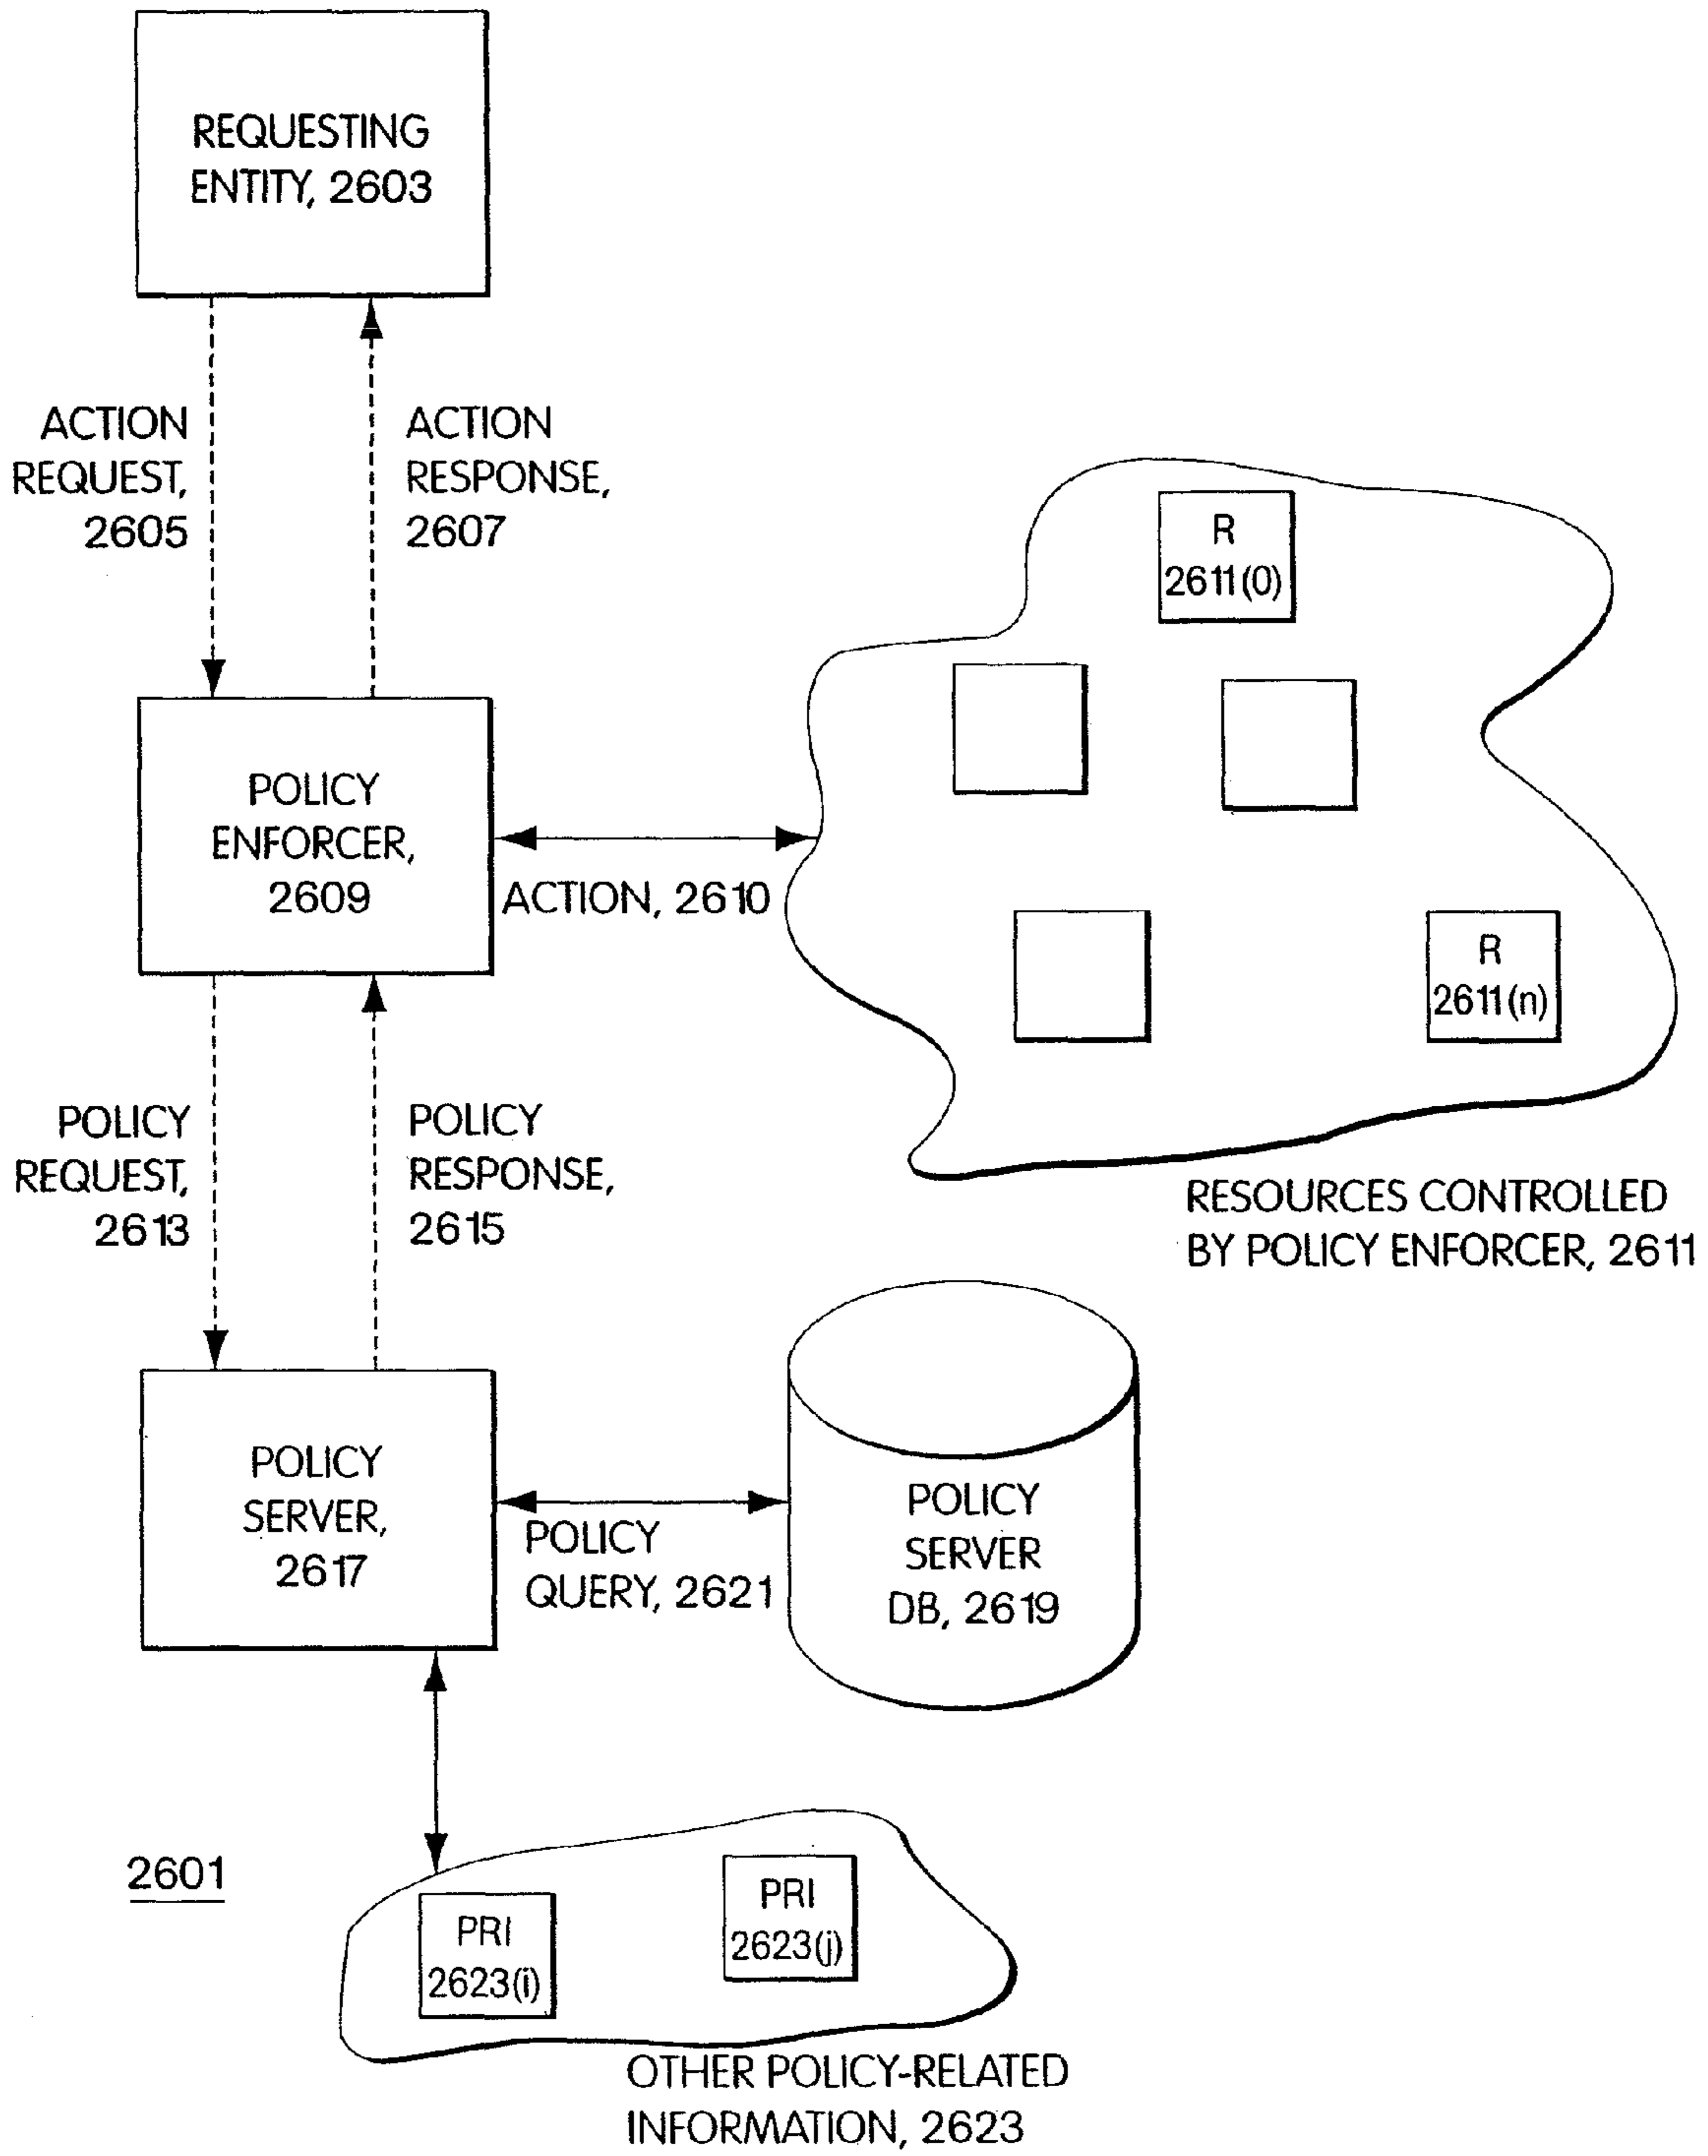 REQUESTING
ENTITY, 2603
ACTION
REQUEST,
2605
ACTION
RESPONSE,
2607
R
2611(0)
POLICY
ENFORCER,
2609
ACTION, 2610
R
2611(n)
POLICY
REQUEST,
2613
POLICY
RESPONSE,
2615
RESOURCES CONTROLLED
BY POLICY ENFORCER, 2611
POLICY
SERVER,
2617
POLICY
QUERY, 2621
POLICY
SERVER
DB, 2619
2601
PRI
2623(i)
PRI
2623(j)
OTHER POLICY-RELATED
INFORMATION, 2623